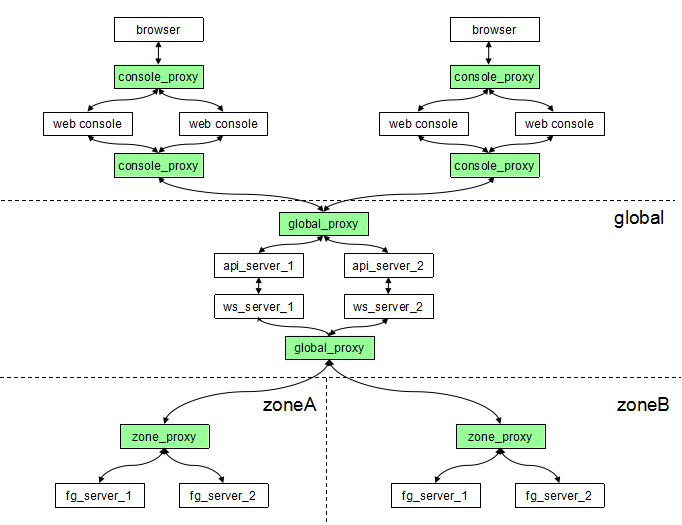 browser
browser
console_proxy
console_proxy
web console
web console
web console
web console
console_proxy
console_proxy
global
global_proxy
api_server_1
api_server_2
ws_server_1
ws_server_2
global_proxy
zoneA
zoneB
zone_proxy
zone_proxy
fg_server_1
fg_server_2
fg_server_1
fg_server_2